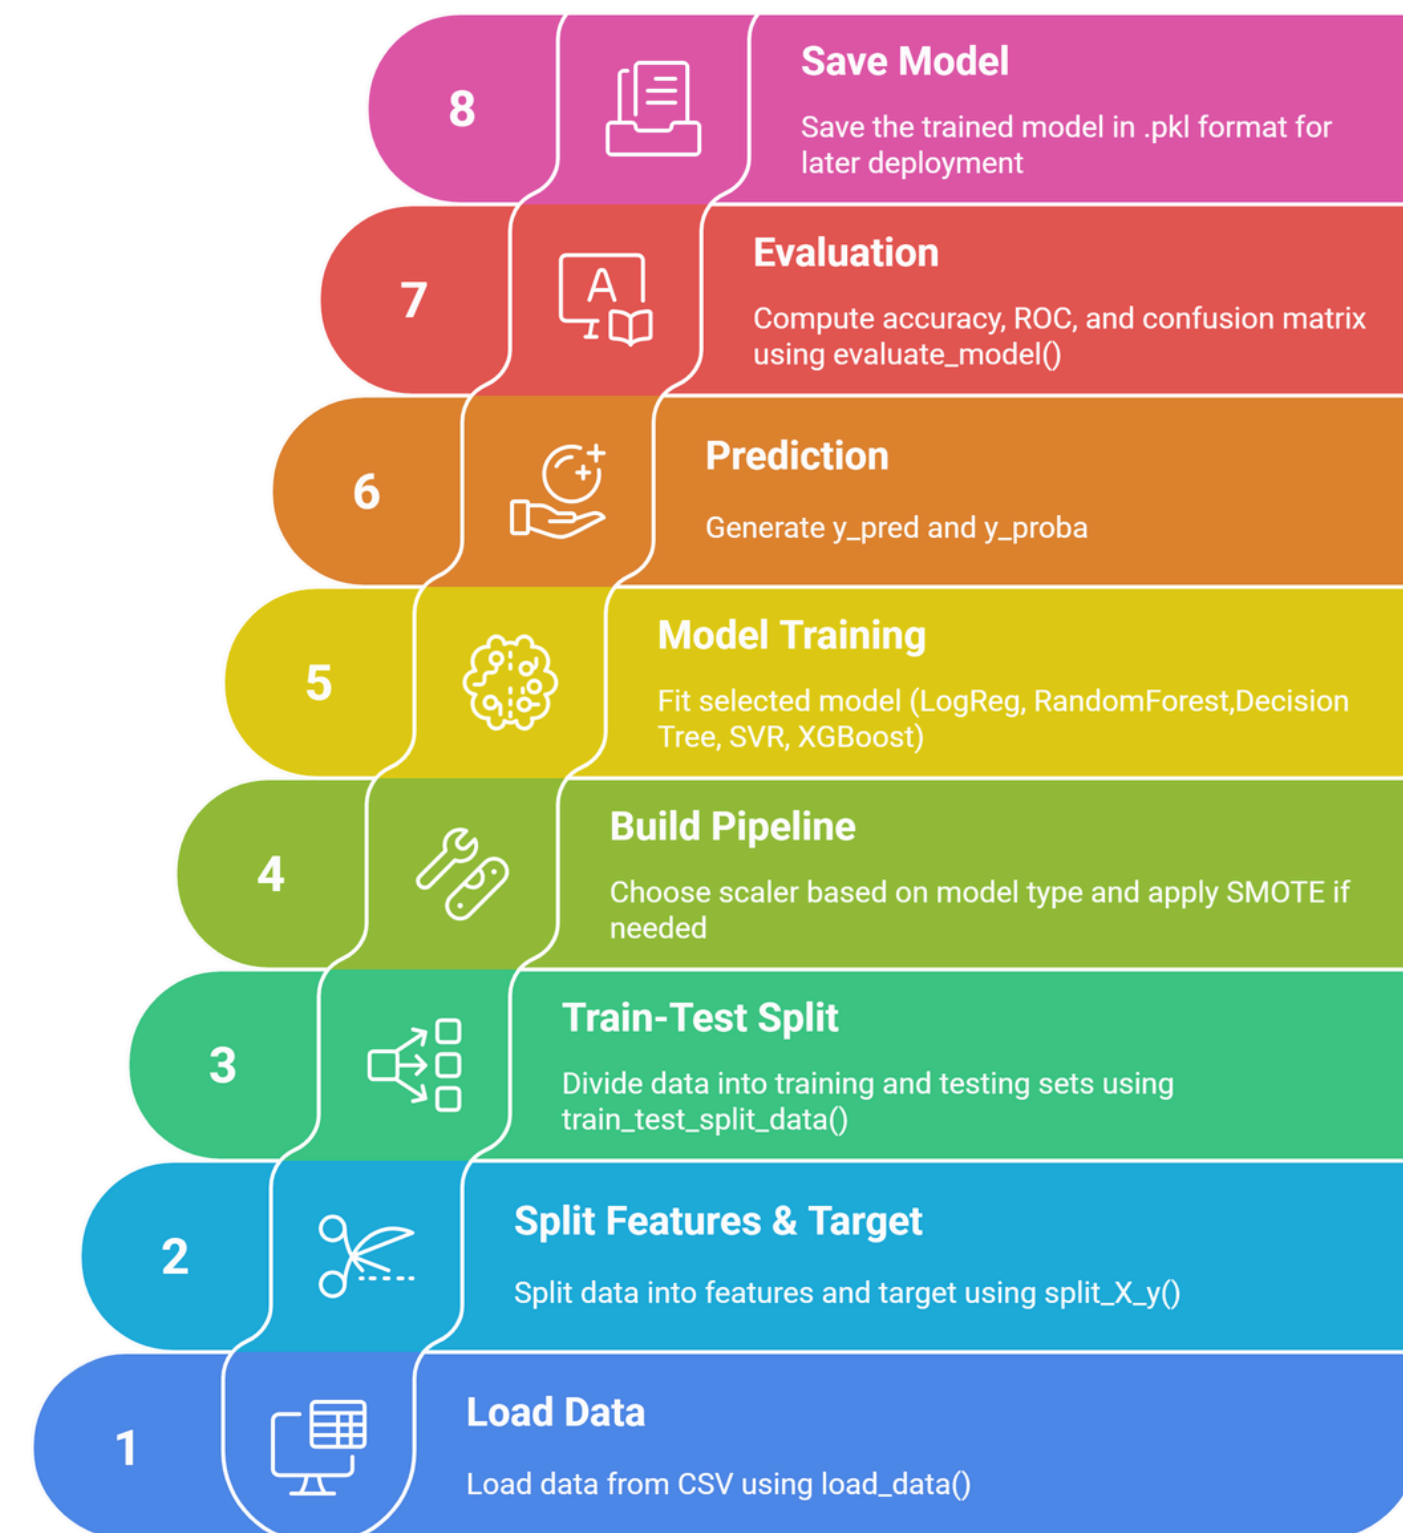 8
Save Model
Save the trained model in .pkl format for
later deployment
7
A
Evaluation
Compute accuracy, ROC, and confusion matrix
using evaluate_model()
6
Prediction
Generate y_pred and y_proba
5
Model Training
Fit selected model (LogReg, RandomForest,Decision
Tree, SVR, XGBoost)
4
Build Pipeline
Choose scaler based on model type and apply SMOTE if
needed
3
Train-Test Split
Divide data into training and testing sets using
train_test_split_data()
2
Split Features & Target
Split data into features and target using split_X_y()
1
Load Data
Load data from CSV using load_data()